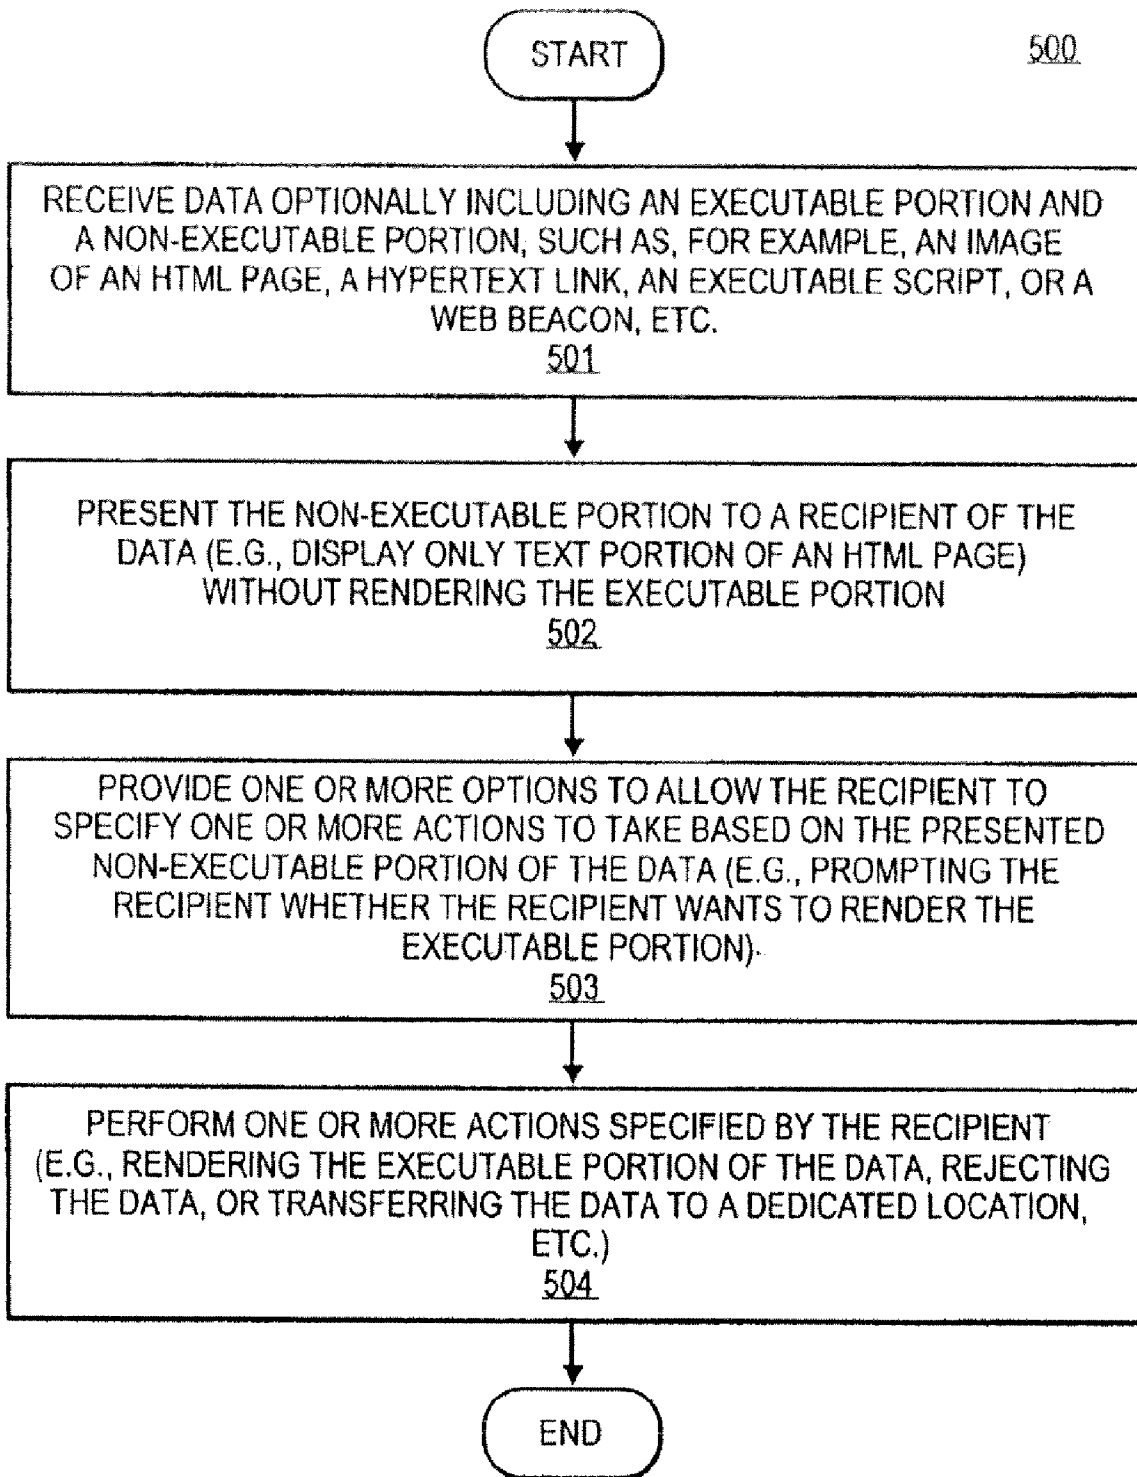 START
500
RECEIVE DATA OPTIONALLY INCLUDING AN EXECUTABLE PORTION AND
A NON-EXECUTABLE PORTION, SUCH AS, FOR EXAMPLE, AN IMAGE
OF AN HTML PAGE, A HYPERTEXT LINK, AN EXECUTABLE SCRIPT, OR A
WEB BEACON, ETC.
501
PRESENT THE NON-EXECUTABLE PORTION TO A RECIPIENT OF THE
DATA (E.G., DISPLAY ONLY TEXT PORTION OF AN HTML PAGE)
WITHOUT RENDERING THE EXECUTABLE PORTION
502
PROVIDE ONE OR MORE OPTIONS TO ALLOW THE RECIPIENT TO
SPECIFY ONE OR MORE ACTIONS TO TAKE BASED ON THE PRESENTED
NON-EXECUTABLE PORTION OF THE DATA (E.G., PROMPTING THE
RECIPIENT WHETHER THE RECIPIENT WANTS TO RENDER THE
EXECUTABLE PORTION).
503
PERFORM ONE OR MORE ACTIONS SPECIFIED BY THE RECIPIENT
(E.G., RENDERING THE EXECUTABLE PORTION OF THE DATA, REJECTING
THE DATA, OR TRANSFERRING THE DATA TO A DEDICATED LOCATION,
ETC.)
504
END